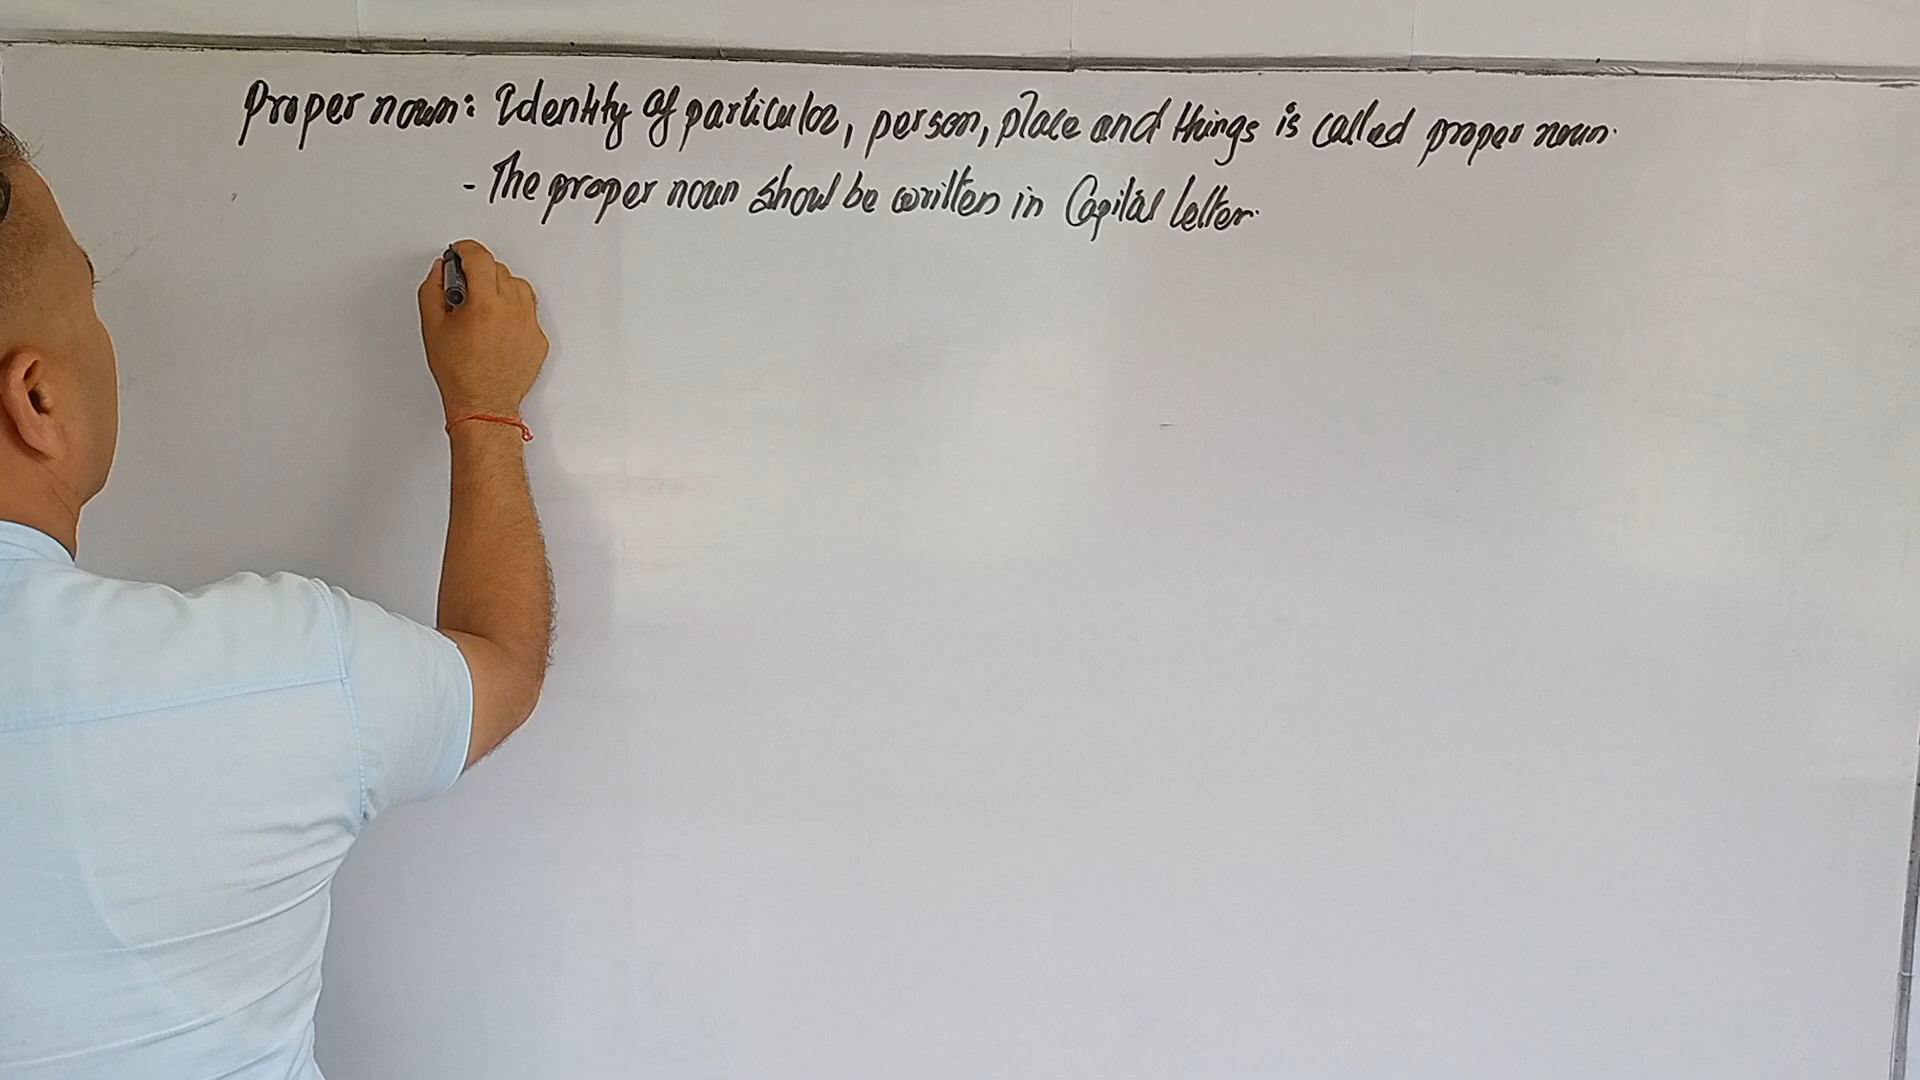 Proper noun: Identity of particular, person, place and things is called proper noun.
- The proper noun shoul be written in Capital letter.